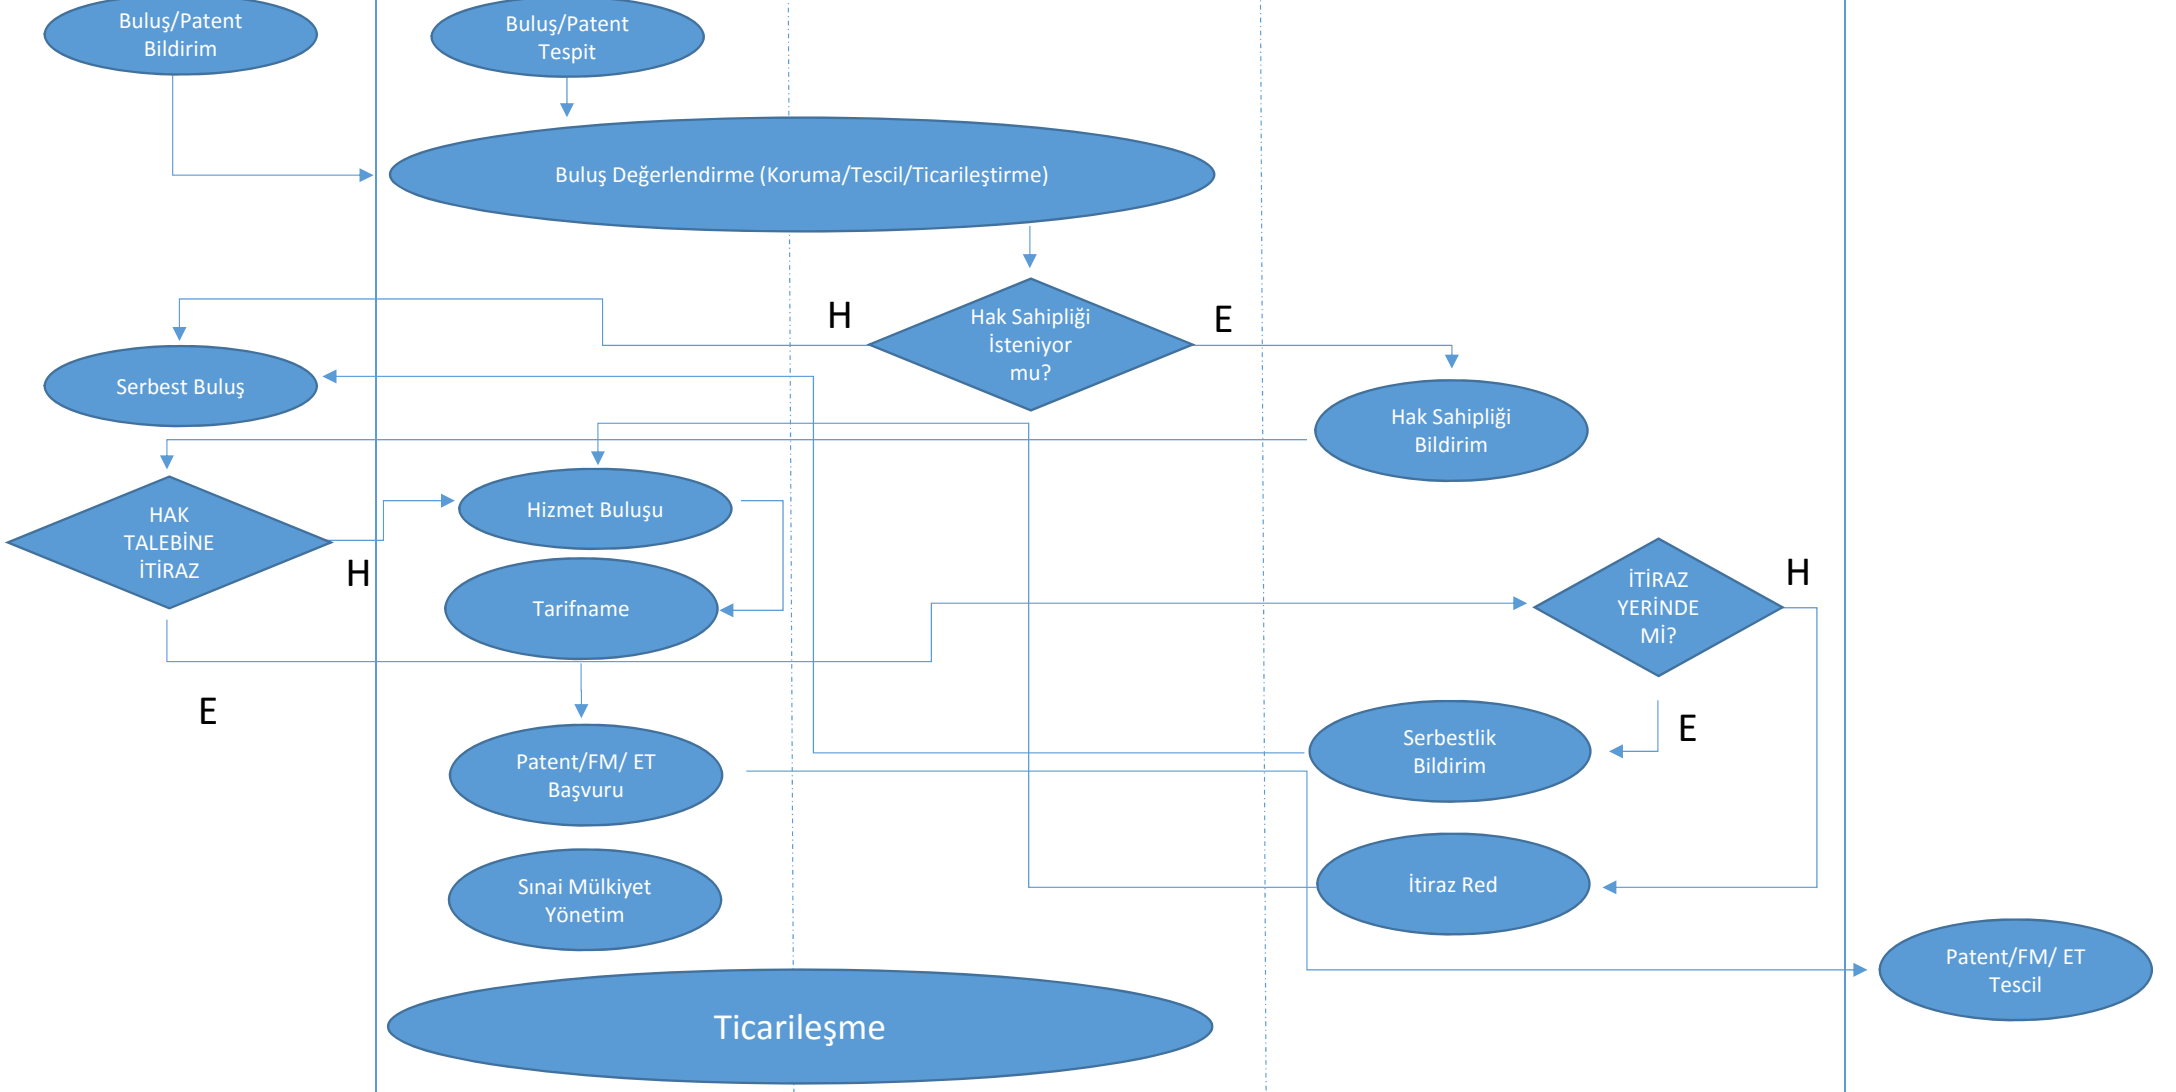 Buluş/Patent
Bildirim
Buluş/Patent
Tespit
Buluş Değerlendirme (Koruma/Tescil/Ticarileştirme)
H
Hak Sahipliği
İsteniyor
mu?
E
Serbest Buluş
Hak Sahipliği
Bildirim
HAK
TALEBİNE
İTİRAZ
H
Hizmet Buluşu
Tarifname
İTİRAZ
YERİNDE
Mİ?
H
E
E
Patent/FM/ ET
Başvuru
Serbestlik
Bildirim
Sınai Mülkiyet
Yönetim
İtiraz Red
Patent/FM/ ET
Tescil
Ticarileşme